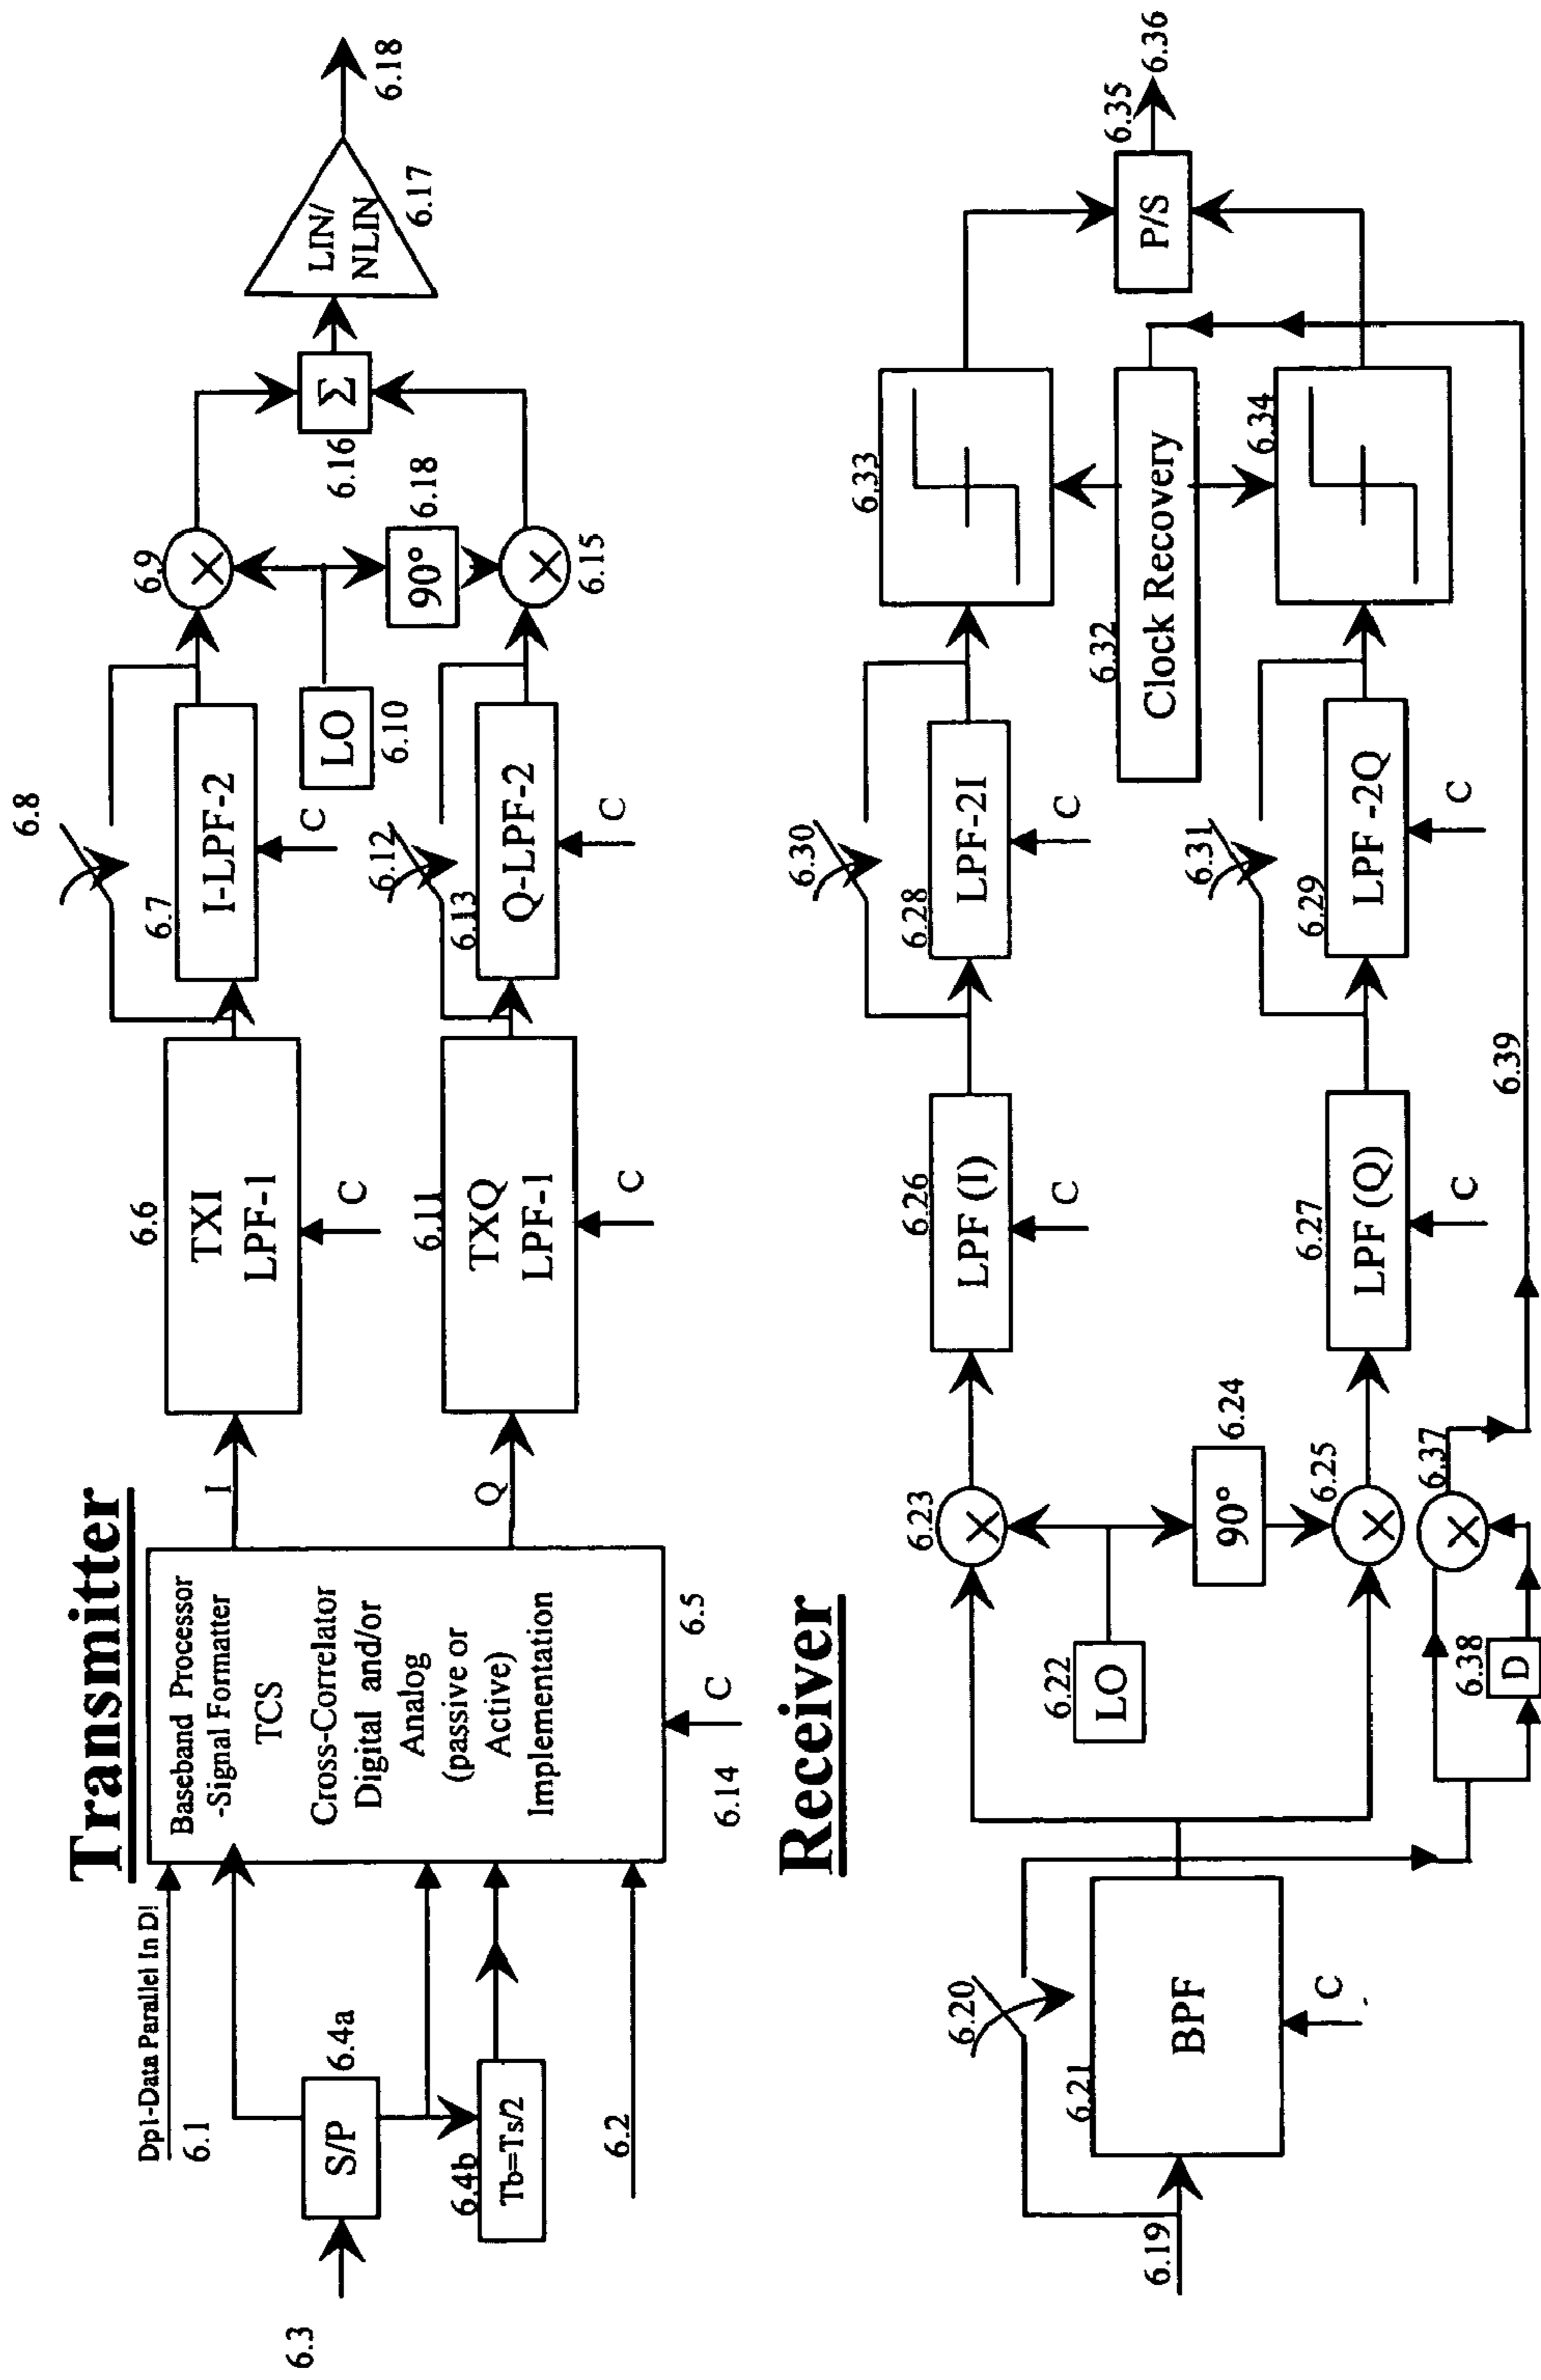 Transmitter
Dp1-Data Parallel In D!
6.1
6.3
S/P
6.4a
6.4b
Tb=Ts/2
6.2
Baseband Processor
-Signal Formatter
TCS
Cross-Correlator
Digital and/or
Analog
(passive or
Active)
Implementation
6.5
C
6.14
I
Q
6.6
TXI
LPF-1
C
6.11
TXQ
LPF-1
C
6.8
6.7
I-LPF-2
C
6.12
6.13
Q-LPF-2
C
LO
6.10
6.9
×
90°
6.18
×
6.15
Σ
6.16
LIN/
NLIN
6.17
6.18
Receiver
6.19
6.20
6.21
BPF
C
6.22
LO
6.23
×
90°
6.24
6.25
×
6.37
×
6.38
D
6.26
LPF (I)
C
6.27
LPF (Q)
C
6.39
6.30
6.28
LPF-2I
C
6.31
6.29
LPF -2Q
C
6.32
Clock Recovery
6.33
6.34
P/S
6.35
6.36